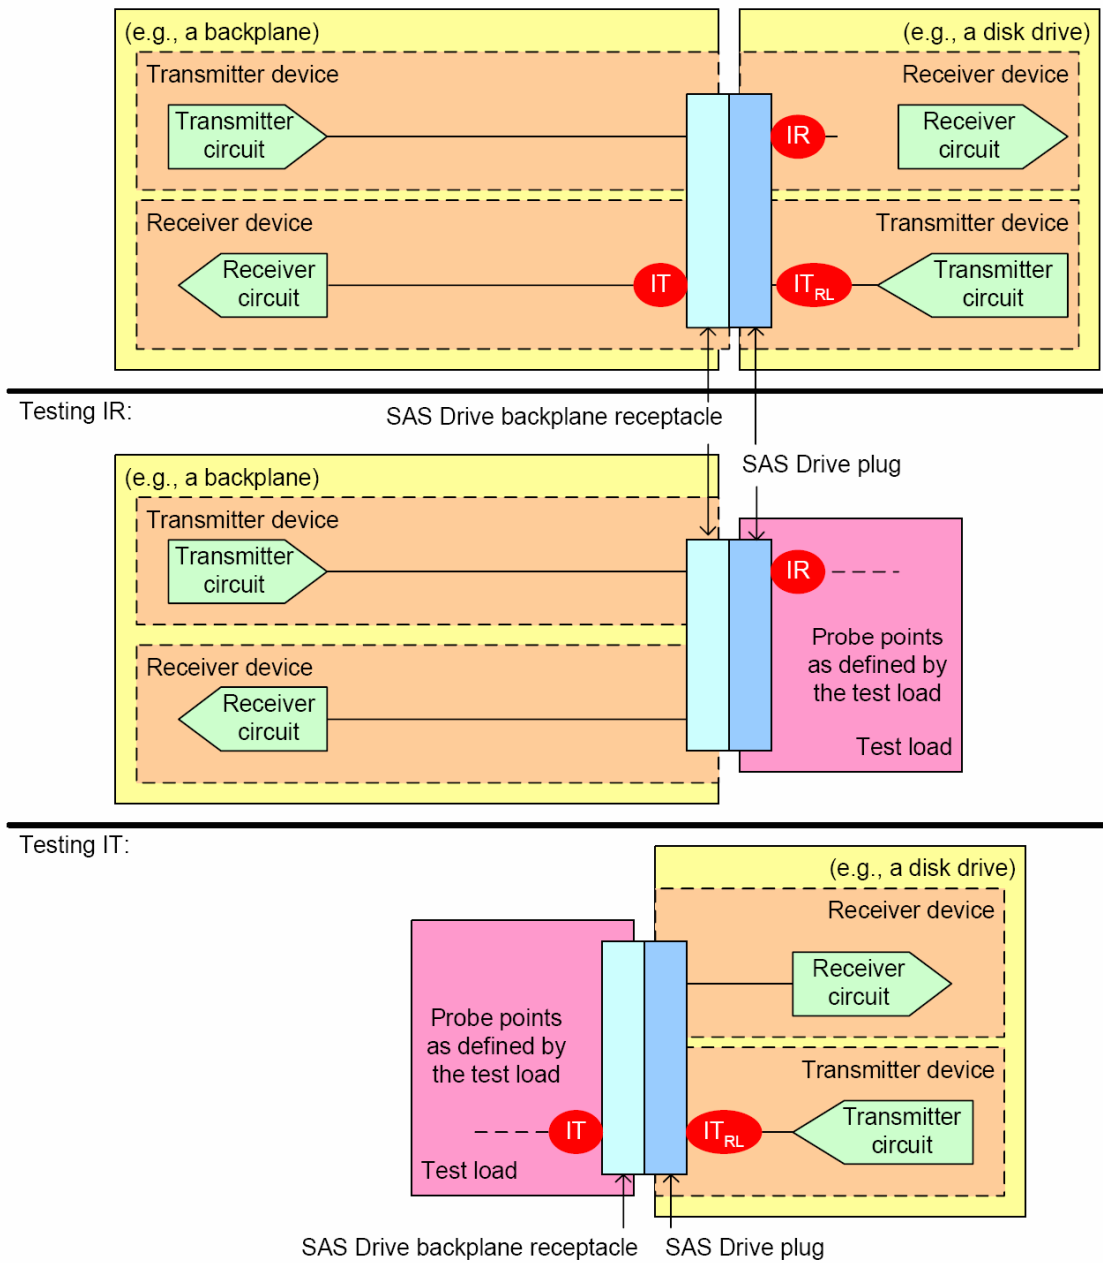 (e.g., a backplane)
(e.g., a disk drive)
Transmitter device
Receiver device
Transmitter
circuit
IR
Receiver
circuit
Receiver device
Transmitter device
Receiver
circuit
IT
ITRL
Transmitter
circuit
Testing IR:
SAS Drive backplane receptacle
SAS Drive plug
(e.g., a backplane)
Transmitter device
Transmitter
circuit
IR
Probe points
as defined by
the test load
Receiver device
Receiver
circuit
Test load
Testing IT:
(e.g., a disk drive)
Receiver device
Receiver
circuit
Probe points
as defined by
the test load
Transmitter device
IT
ITRL
Transmitter
circuit
Test load
SAS Drive backplane receptacle
SAS Drive plug